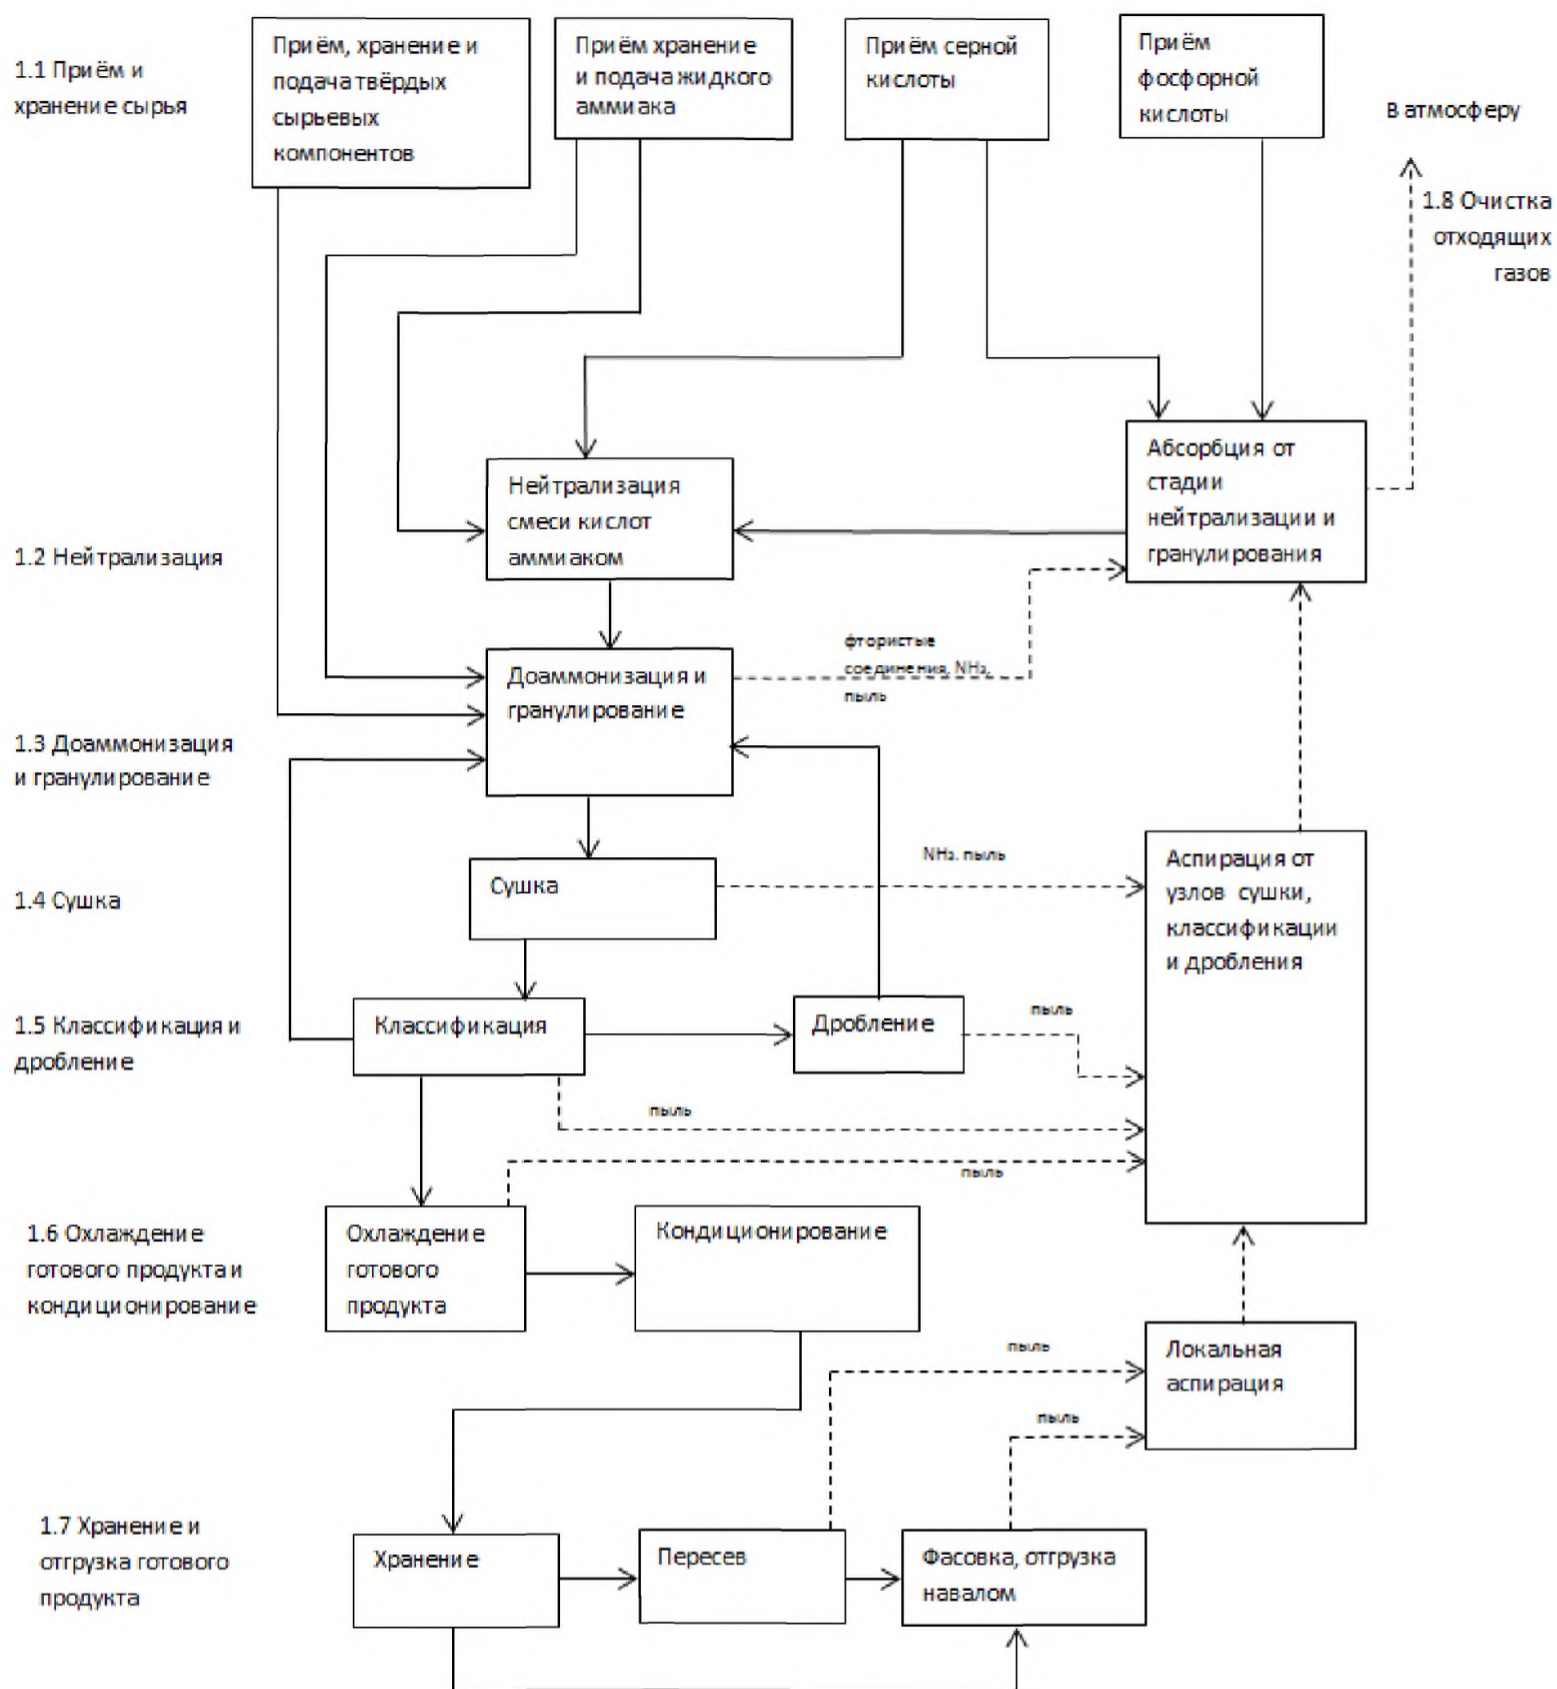 1.1 Приём и
хранение сырья
Приём, хранение и
подача твёрдых
сырьевых
компонентов
Приём хранение
и подача жидкого
аммиака
Приём серной
кислоты
Приём
фосфорной
кислоты
В атмосферу
1.8 Очистка
отходящих
газов
Абсорбция от
стадии
нейтрализации и
гранулирования
Нейтрализация
смеси кислот
аммиаком
1.2 Нейтрализация
фтористые
соединения, NH₃,
пыль
Доаммонизация и
гранулирование
1.3 Доаммонизация
и гранулирование
NH₃. пыль
Аспирация от
узлов сушки,
классификации
и дробления
Сушка
1.4 Сушка
1.5 Классификация и
дробление
Классификация
Дробление
пыль
пыль
пыль
1.6 Охлаждение
готового продукта и
кондиционирование
Охлаждение
готового
продукта
Кондиционирование
пыль
Локальная
аспирация
пыль
1.7 Хранение и
отгрузка готового
продукта
Хранение
Пересев
Фасовка, отгрузка
навалом